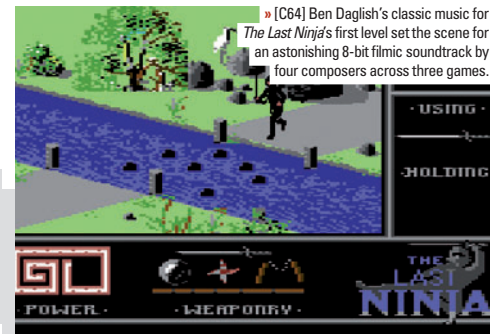 » [C64] Ben Daglish's classic music for
The Last Ninja's first level set the scene for
an astonishing 8-bit filmic soundtrack by
four composers across three games.
· USING ·
· HOLDING
· POWER ·
· WEAPONRY ·
THE
LAST
NINJA